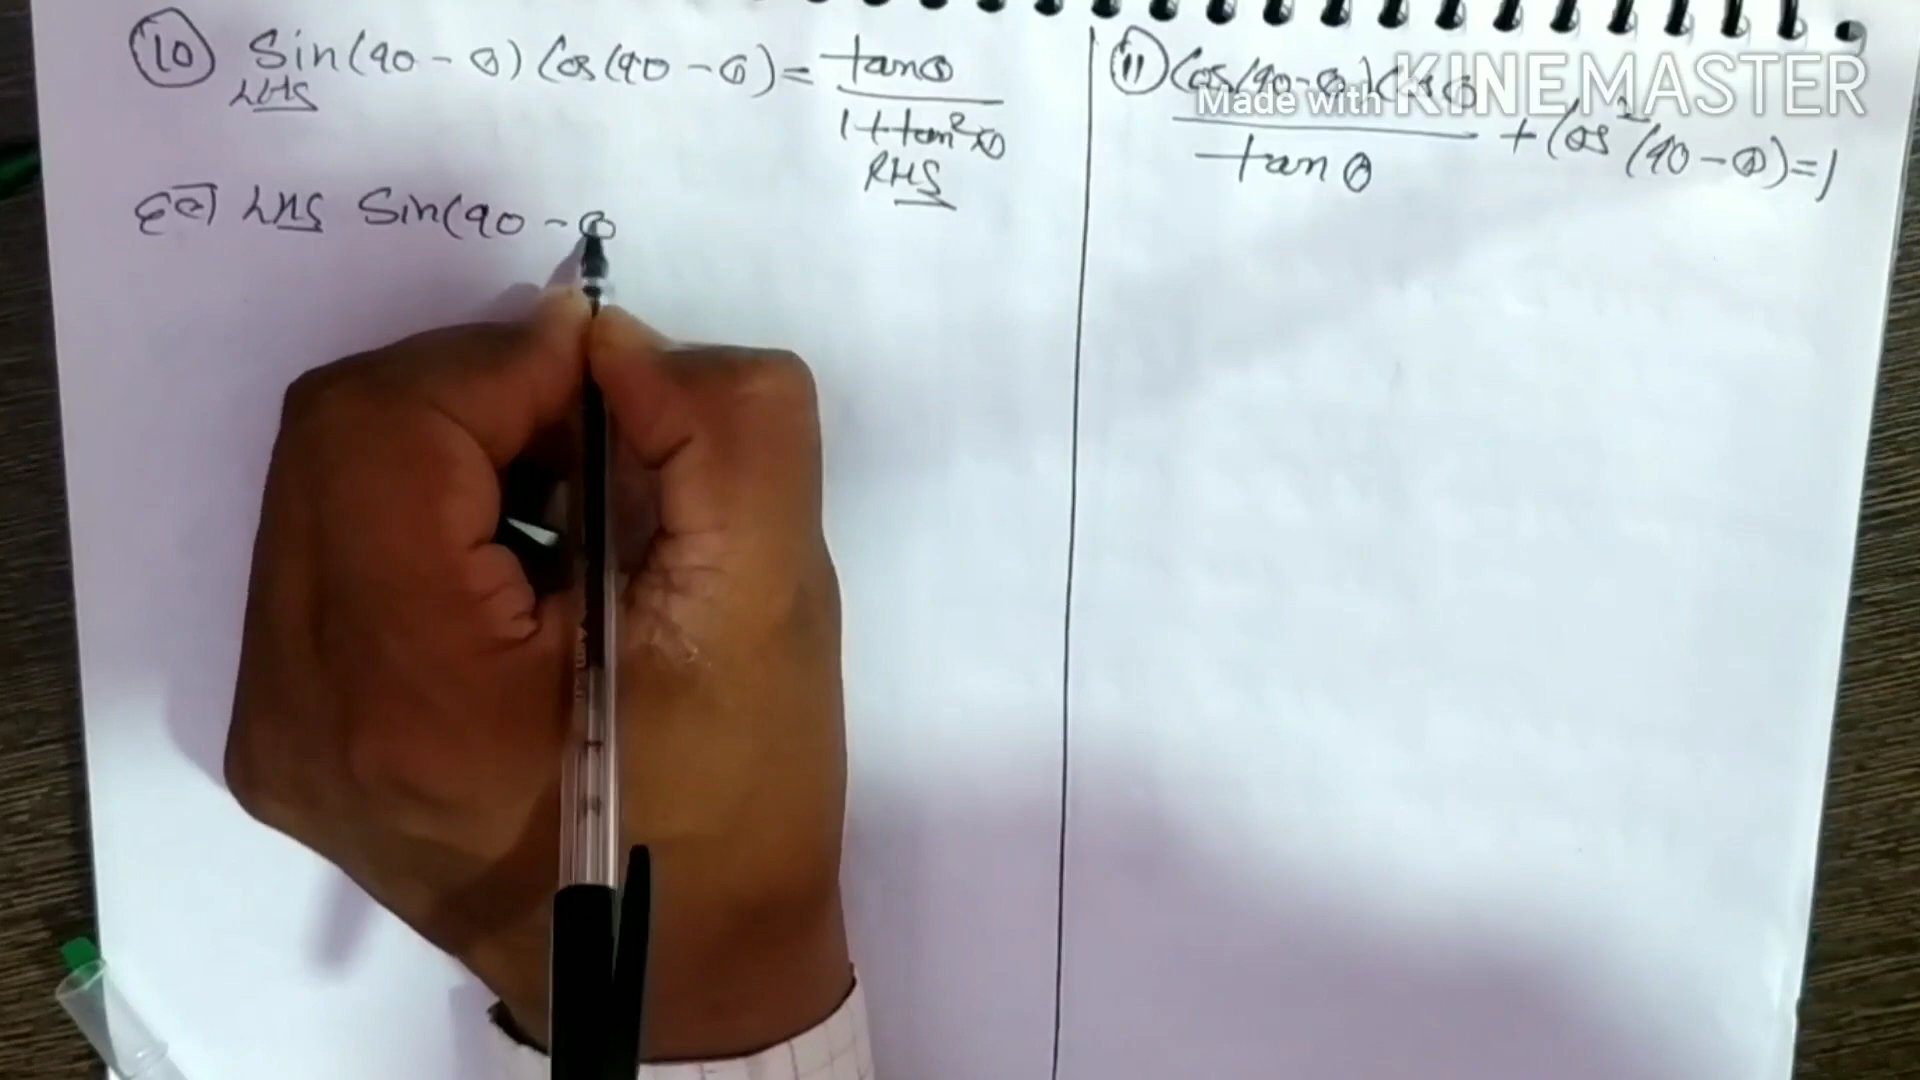 10 Sin(90 - θ) Cos(90 - θ) = tanθ / 1 + tan²θ
LHS
RHS
LHS Sin(90 - θ
11 Cos(90 - θ) Cos θ / tan θ + Cos²(90 - θ) = 1
Made with KINEMASTER